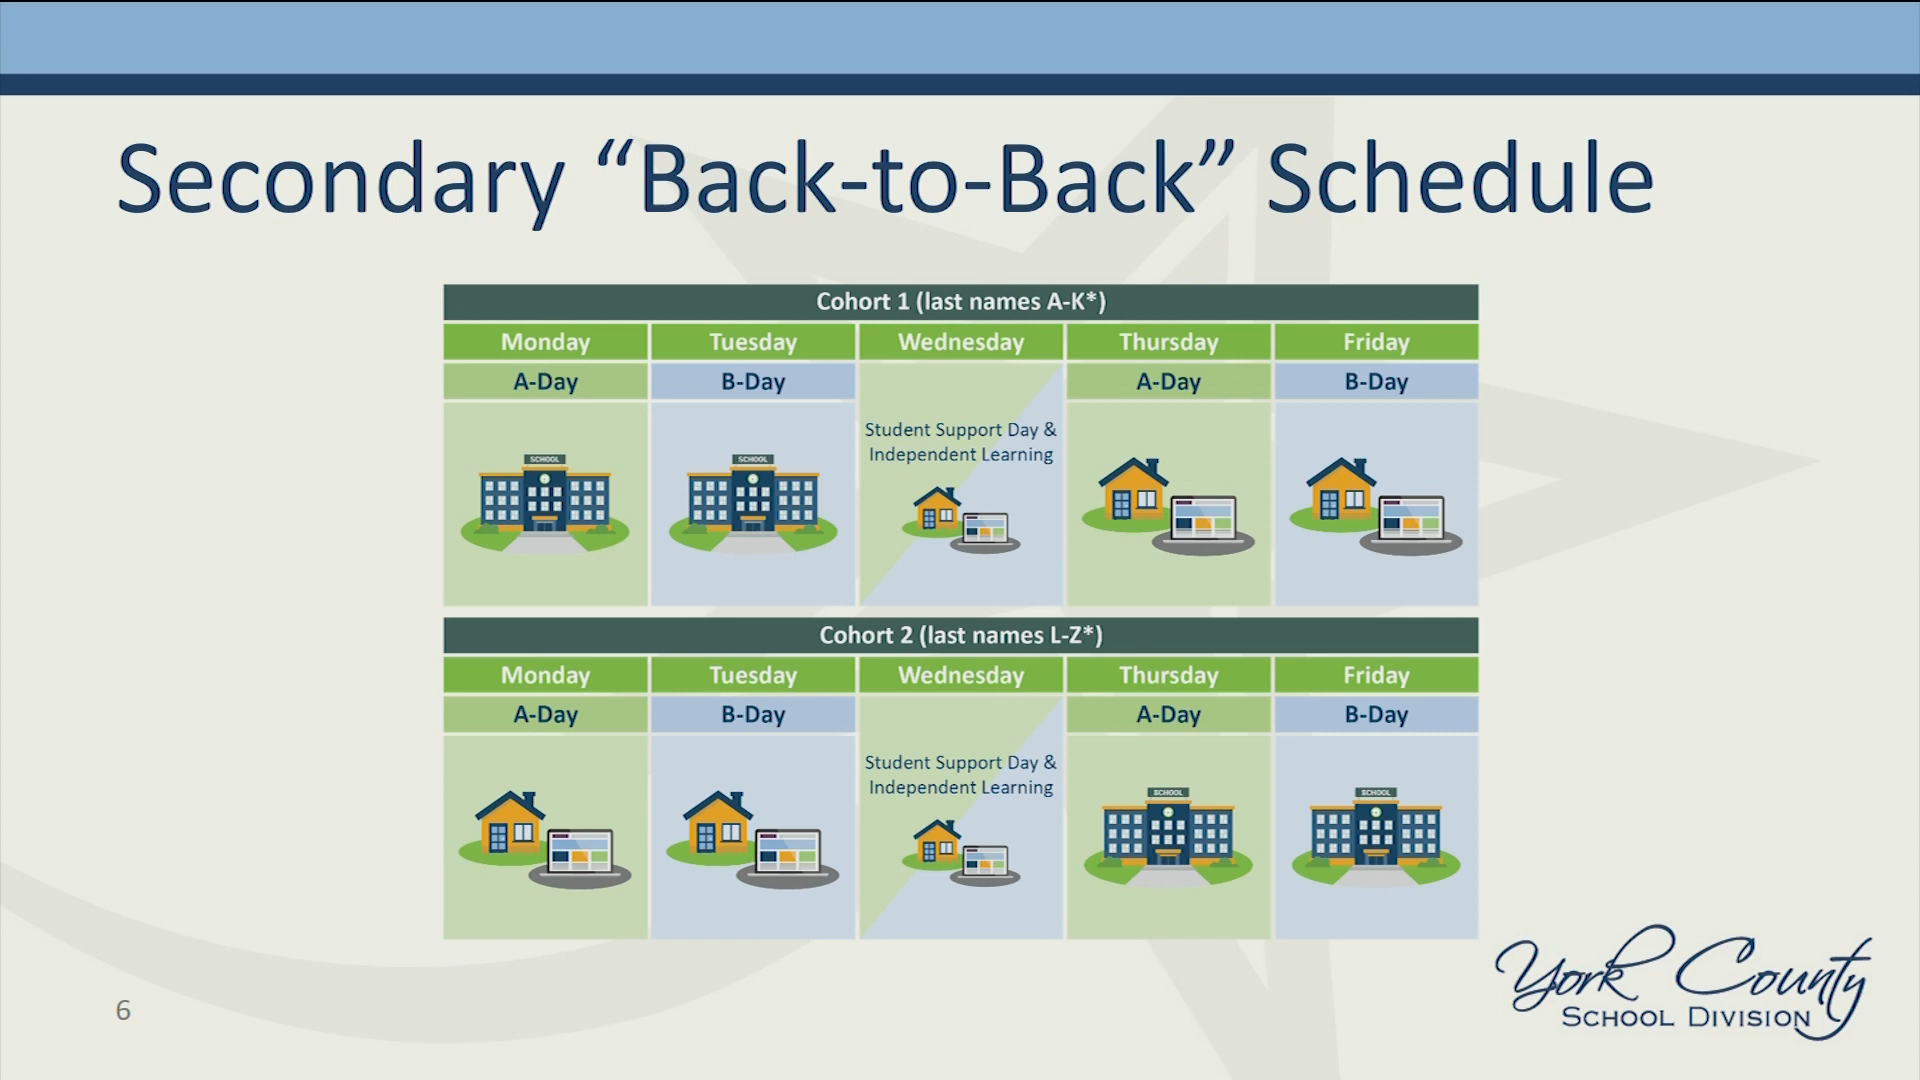 Secondary “Back-to-Back” Schedule
Cohort 1 (last names A-K*)
Monday Tuesday Wednesday Thursday Friday
A-Day B-Day A-Day B-Day
Student Support Day &
Independent Learning
SCHOOL SCHOOL
Cohort 2 (last names L-Z*)
Monday Tuesday Wednesday Thursday Friday
A-Day B-Day A-Day B-Day
Student Support Day &
Independent Learning
SCHOOL SCHOOL
York County
SCHOOL DIVISION
6